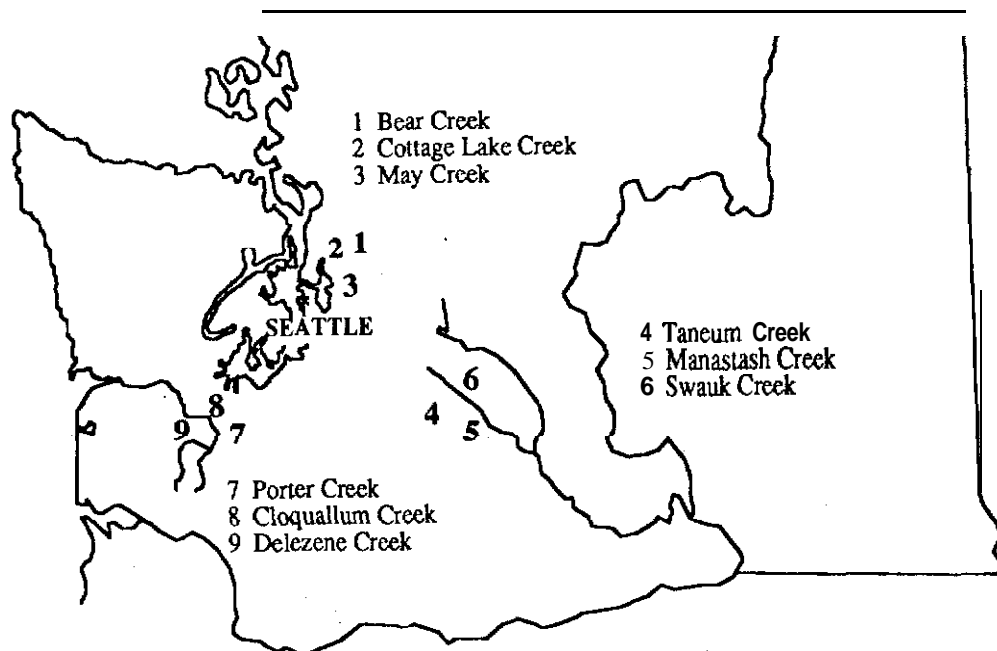 1 Bear Creek
2 Cottage Lake Creek
3 May Creek
2 1
3
SEATTLE
4 Taneum Creek
5 Manastash Creek
6 Swauk Creek
6
4
5
8
9 7
7 Porter Creek
8 Cloquallum Creek
9 Delezene Creek